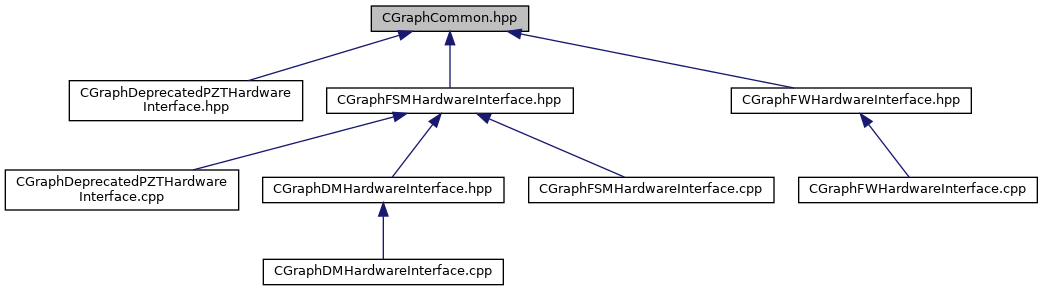 CGraphCommon.hpp
CGraphDeprecatedPZTHardware
Interface.hpp
CGraphFSMHardwareInterface.hpp
CGraphFWHardwareInterface.hpp
CGraphDeprecatedPZTHardware
Interface.cpp
CGraphDMHardwareInterface.hpp
CGraphFSMHardwareInterface.cpp
CGraphFWHardwareInterface.cpp
CGraphDMHardwareInterface.cpp